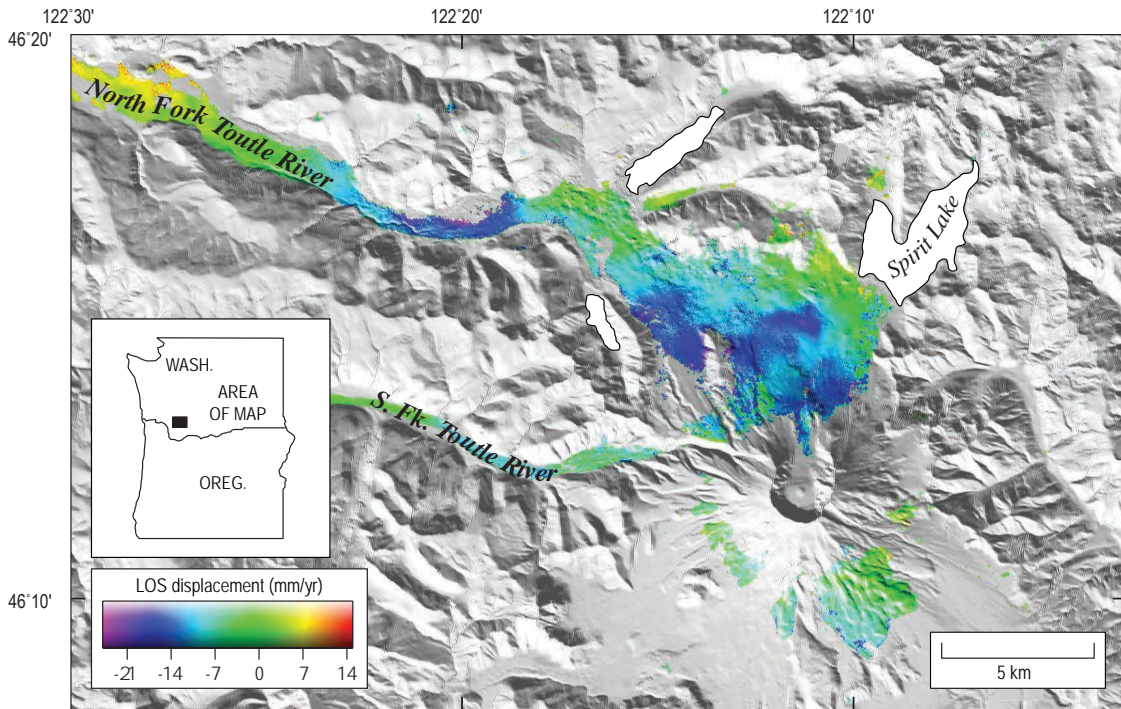 122˚30' 122˚20' 122˚10'
46˚20'
North Fork Toutle River
Spirit Lake
WASH.
AREA
OF MAP
OREG.
S. Fk. Toutle River
46˚10'
LOS displacement (mm/yr)
-21 -14 -7 0 7 14
5 km